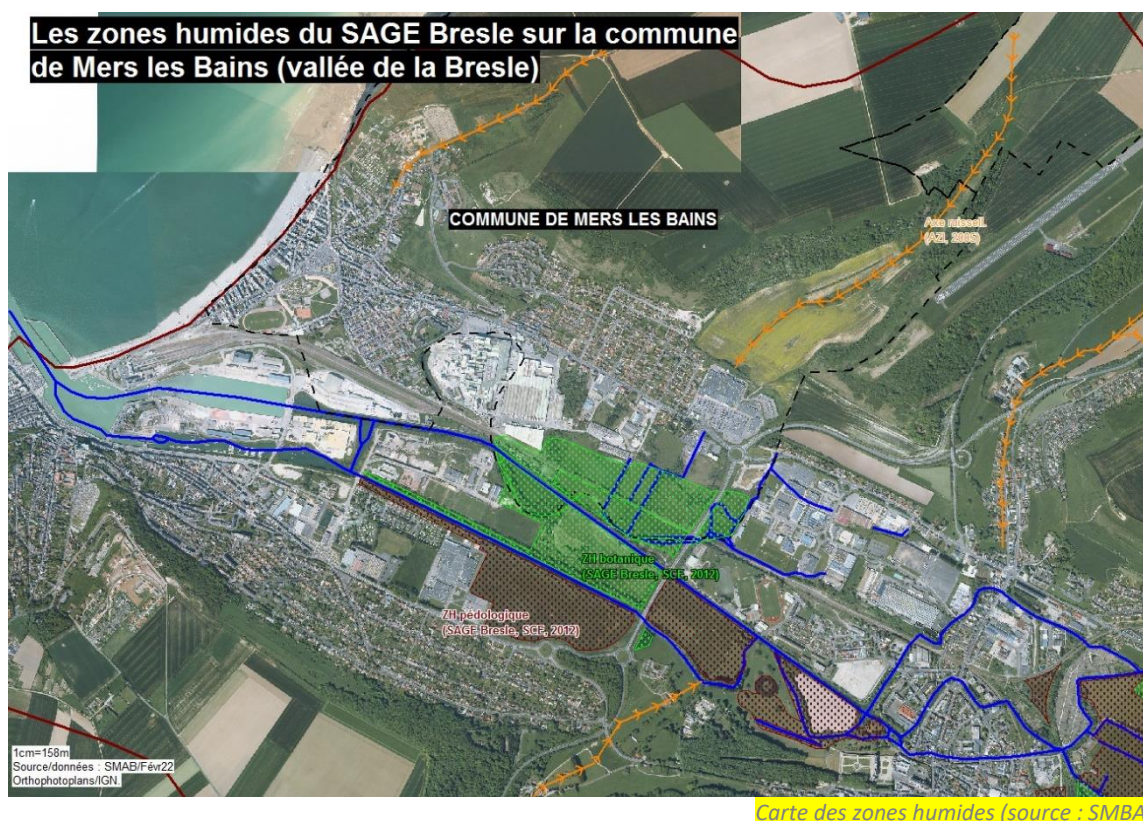 Les zones humides du SAGE Bresle sur la commune
de Mers les Bains (vallée de la Bresle)
COMMUNE DE MERS LES BAINS
Axe ruissell.
(AZI, 2005)
ZH botanique
(SAGE Bresle, SCE, 2012)
ZH pédologique
(SAGE Bresle, SCE, 2012)
1cm=158m
Source/données : SMAB/Févr22
Orthophotoplans/IGN.
Carte des zones humides (source : SMBA